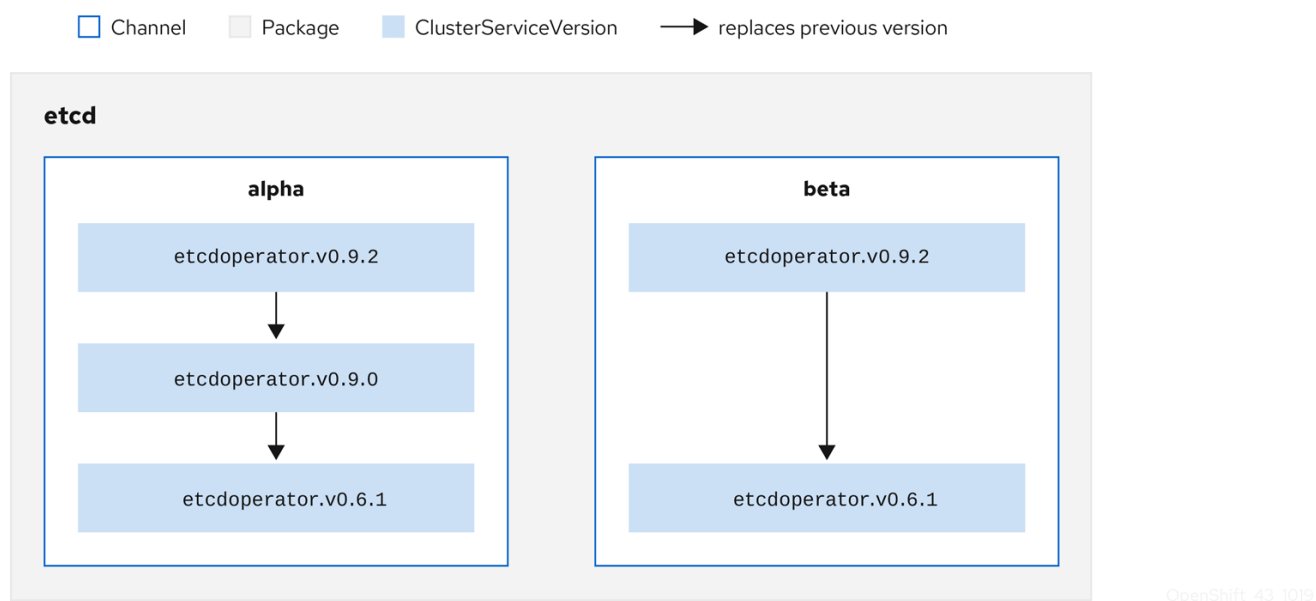 Channel Package ClusterServiceVersion replaces previous version
etcd
alpha
etcdoperator.v0.9.2
etcdoperator.v0.9.0
etcdoperator.v0.6.1
beta
etcdoperator.v0.9.2
etcdoperator.v0.6.1
OpenShift_43_1019